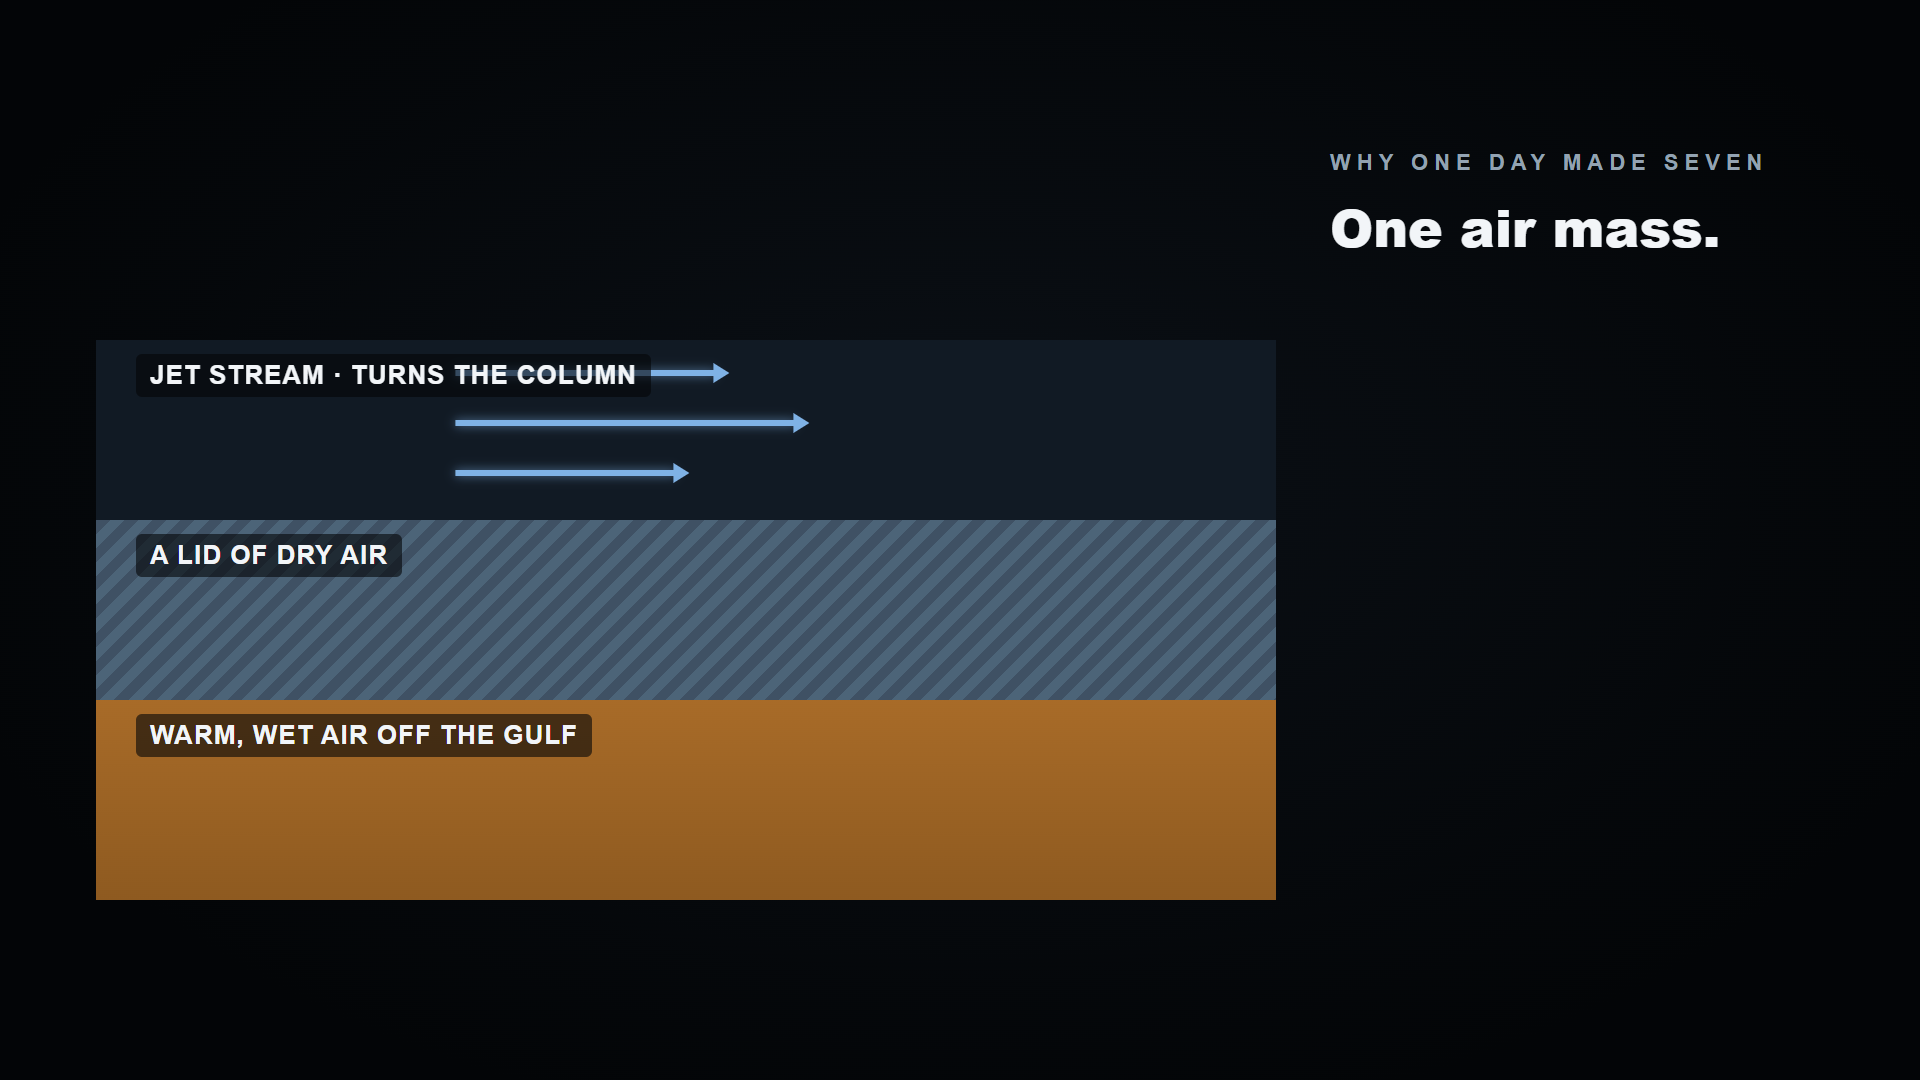 WHY ONE DAY MADE SEVEN
One air mass.
JET STREAM · TURNS THE COLUMN
A LID OF DRY AIR
WARM, WET AIR OFF THE GULF